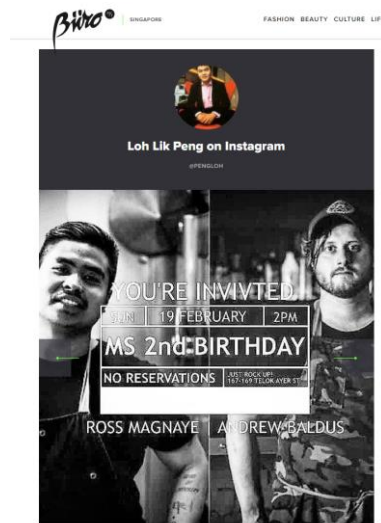 Büro
SINGAPORE
FASHION BEAUTY CULTURE LIF
Loh Lik Peng on Instagram
@PENGLOH
YOU'RE INVIVTED
SUN 19 FEBRUARY 2PM
MS 2nd BIRTHDAY
NO RESERVATIONS
JUST ROCK UP!
167-169 TELOK AYER ST
ROSS MAGNAYE ANDREW BALDUS